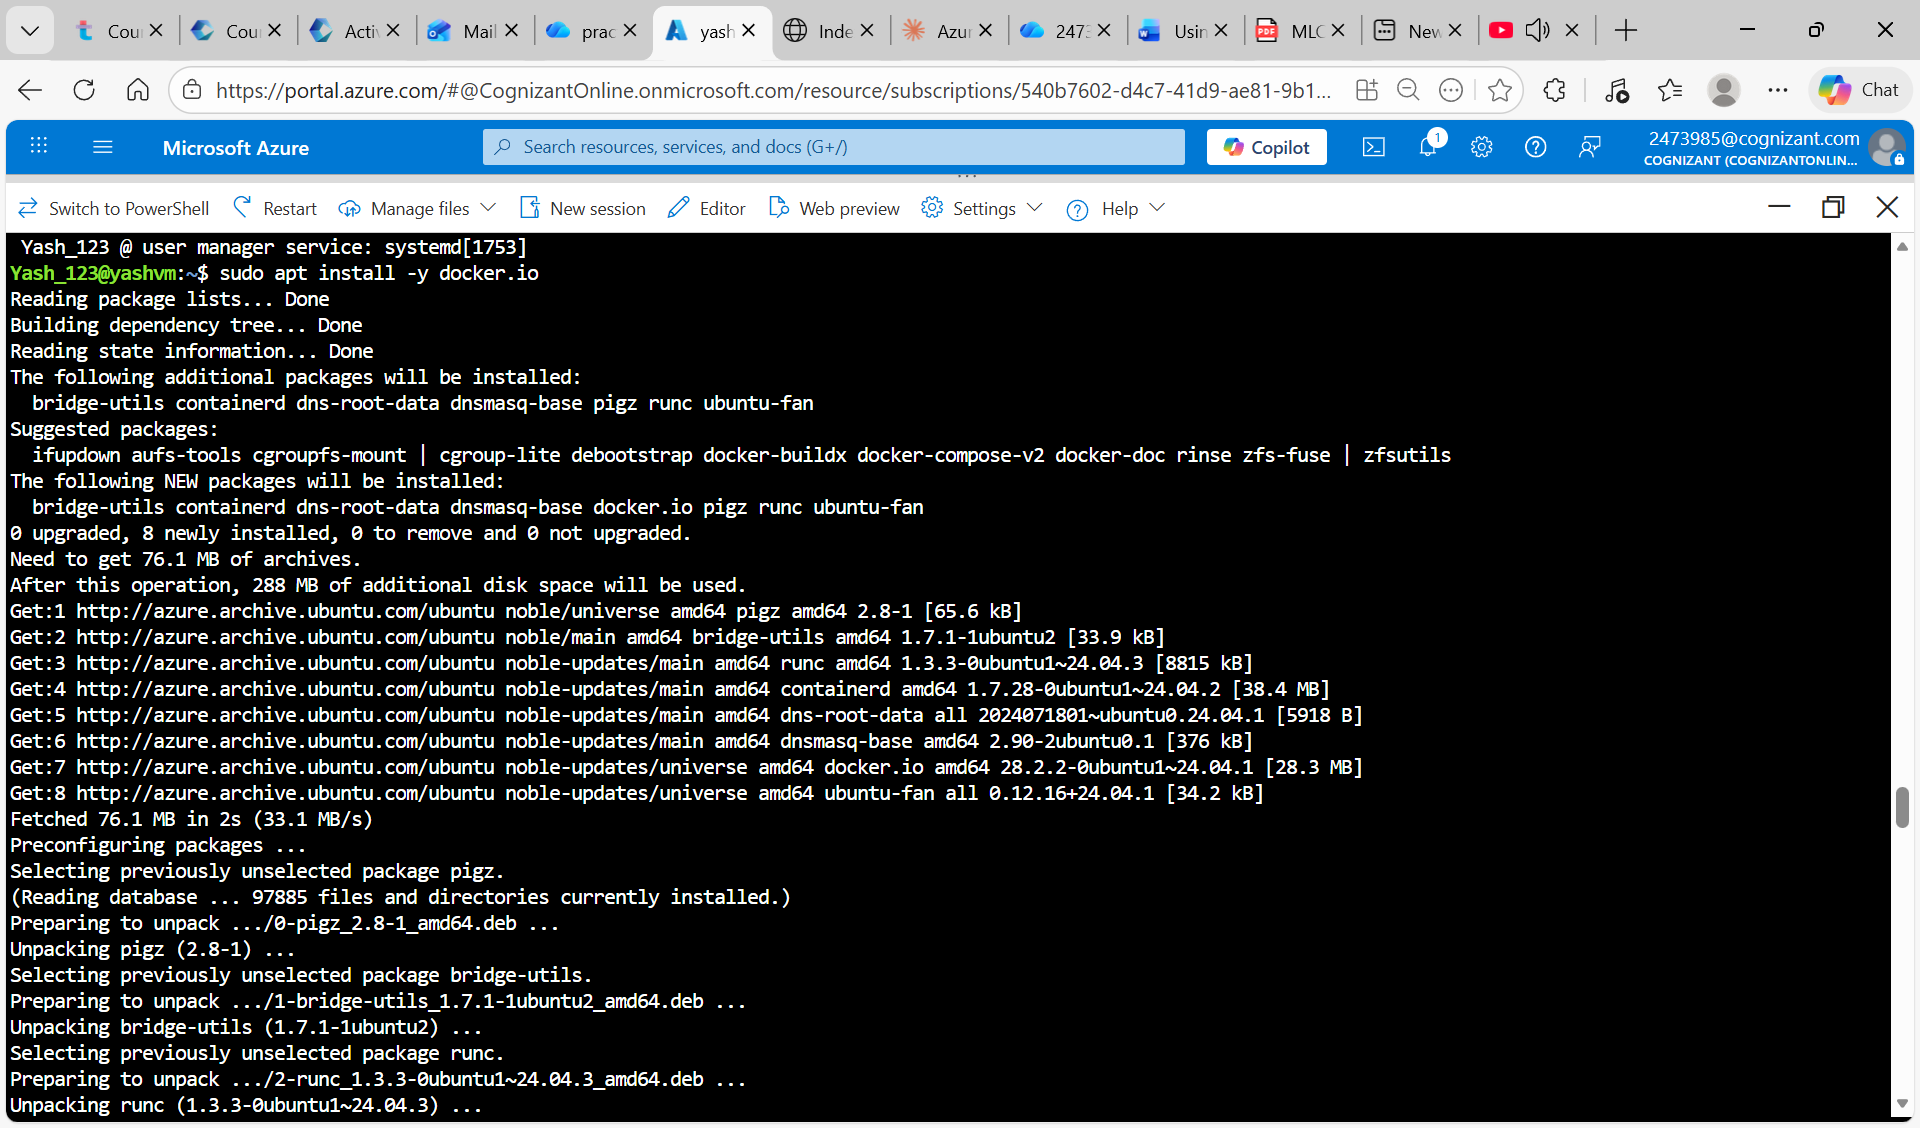 Cour
Cour
Activ
Mail
prac
yash
Inde
Azur
2473
Usin
PDF
MLC
New
https://portal.azure.com/#@CognizantOnline.onmicrosoft.com/resource/subscriptions/540b7602-d4c7-41d9-ae81-9b1...
Chat
Microsoft Azure
Search resources, services, and docs (G+/)
Copilot
1
2473985@cognizant.com
COGNIZANT (COGNIZANTONLIN...
Switch to PowerShell
Restart
Manage files
New session
Editor
Web preview
Settings
Help
Yash_123 @ user manager service: systemd[1753]
Yash_123@yashvm:~$ sudo apt install -y docker.io
Reading package lists... Done
Building dependency tree... Done
Reading state information... Done
The following additional packages will be installed:
  bridge-utils containerd dns-root-data dnsmasq-base pigz runc ubuntu-fan
Suggested packages:
  ifupdown aufs-tools cgroupfs-mount | cgroup-lite debootstrap docker-buildx docker-compose-v2 docker-doc rinse zfs-fuse | zfsutils
The following NEW packages will be installed:
  bridge-utils containerd dns-root-data dnsmasq-base docker.io pigz runc ubuntu-fan
0 upgraded, 8 newly installed, 0 to remove and 0 not upgraded.
Need to get 76.1 MB of archives.
After this operation, 288 MB of additional disk space will be used.
Get:1 http://azure.archive.ubuntu.com/ubuntu noble/universe amd64 pigz amd64 2.8-1 [65.6 kB]
Get:2 http://azure.archive.ubuntu.com/ubuntu noble/main amd64 bridge-utils amd64 1.7.1-1ubuntu2 [33.9 kB]
Get:3 http://azure.archive.ubuntu.com/ubuntu noble-updates/main amd64 runc amd64 1.3.3-0ubuntu1~24.04.3 [8815 kB]
Get:4 http://azure.archive.ubuntu.com/ubuntu noble-updates/main amd64 containerd amd64 1.7.28-0ubuntu1~24.04.2 [38.4 MB]
Get:5 http://azure.archive.ubuntu.com/ubuntu noble-updates/main amd64 dns-root-data all 2024071801~ubuntu0.24.04.1 [5918 B]
Get:6 http://azure.archive.ubuntu.com/ubuntu noble-updates/main amd64 dnsmasq-base amd64 2.90-2ubuntu0.1 [376 kB]
Get:7 http://azure.archive.ubuntu.com/ubuntu noble-updates/universe amd64 docker.io amd64 28.2.2-0ubuntu1~24.04.1 [28.3 MB]
Get:8 http://azure.archive.ubuntu.com/ubuntu noble-updates/universe amd64 ubuntu-fan all 0.12.16+24.04.1 [34.2 kB]
Fetched 76.1 MB in 2s (33.1 MB/s)
Preconfiguring packages ...
Selecting previously unselected package pigz.
(Reading database ... 97885 files and directories currently installed.)
Preparing to unpack .../0-pigz_2.8-1_amd64.deb ...
Unpacking pigz (2.8-1) ...
Selecting previously unselected package bridge-utils.
Preparing to unpack .../1-bridge-utils_1.7.1-1ubuntu2_amd64.deb ...
Unpacking bridge-utils (1.7.1-1ubuntu2) ...
Selecting previously unselected package runc.
Preparing to unpack .../2-runc_1.3.3-0ubuntu1~24.04.3_amd64.deb ...
Unpacking runc (1.3.3-0ubuntu1~24.04.3) ...